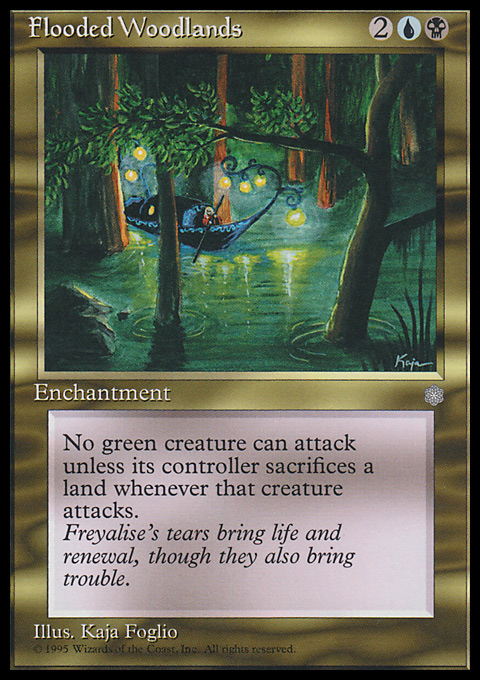 Flooded Woodlands 2
Kaja
Enchantment
No green creature can attack
unless its controller sacrifices a
land whenever that creature
attacks.
Freyalise's tears bring life and
renewal, though they also bring
trouble.
Illus. Kaja Foglio
© 1995 Wizards of the Coast, Inc. All rights reserved.